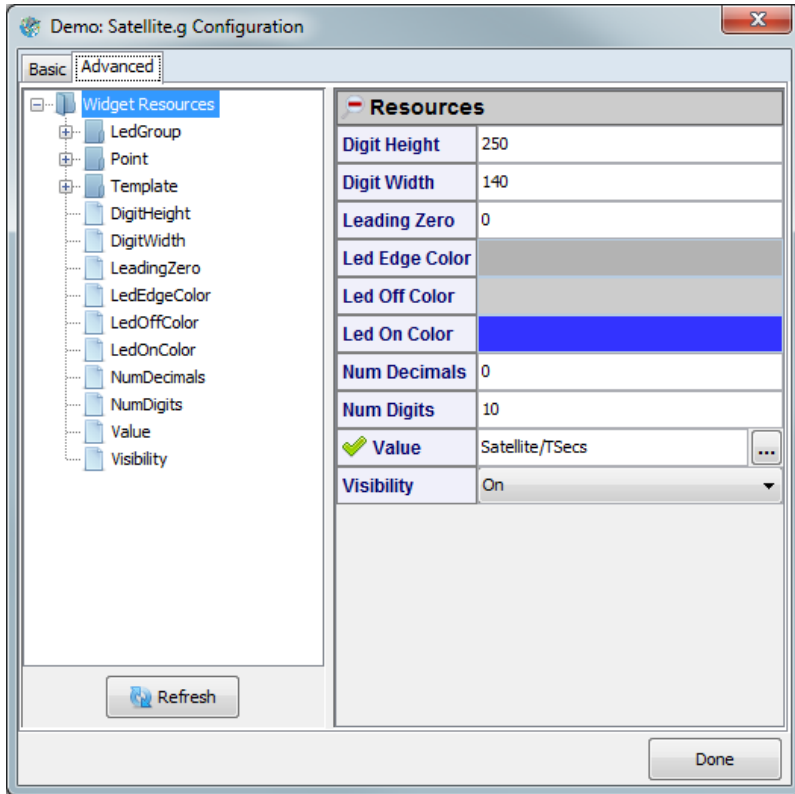 Demo: Satellite.g Configuration
x
Basic Advanced
Widget Resources
LedGroup
Point
Template
DigitHeight
DigitWidth
LeadingZero
LedEdgeColor
LedOffColor
LedOnColor
NumDecimals
NumDigits
Value
Visibility
Refresh
Resources
Digit Height 250
Digit Width 140
Leading Zero 0
Led Edge Color
Led Off Color
Led On Color
Num Decimals 0
Num Digits 10
Value Satellite/TSecs ...
Visibility On
Done